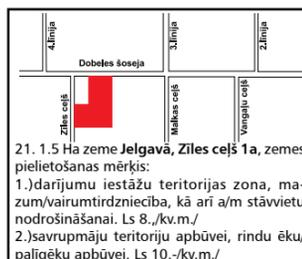 4.līnija
3.līnija
2.līnija
Dobeles šoseja
Zīles ceļš
Malkas ceļš
Vangaļu ceļš
21. 1.5 Ha zeme Jelgavā, Zīles ceļš 1a, zemes
pielietošanas mērķis:
1.)darījumu iestāžu teritorijas zona, ma-
zum/vairumtirdzniecība, kā arī a/m stāvvietu
nodrošināšanai. Ls 8.,/kv.m./
2.)savrupmāju teritoriju apbūvei, rindu ēku/
palīgēku apbūvei. Ls 10.-/kv.m./